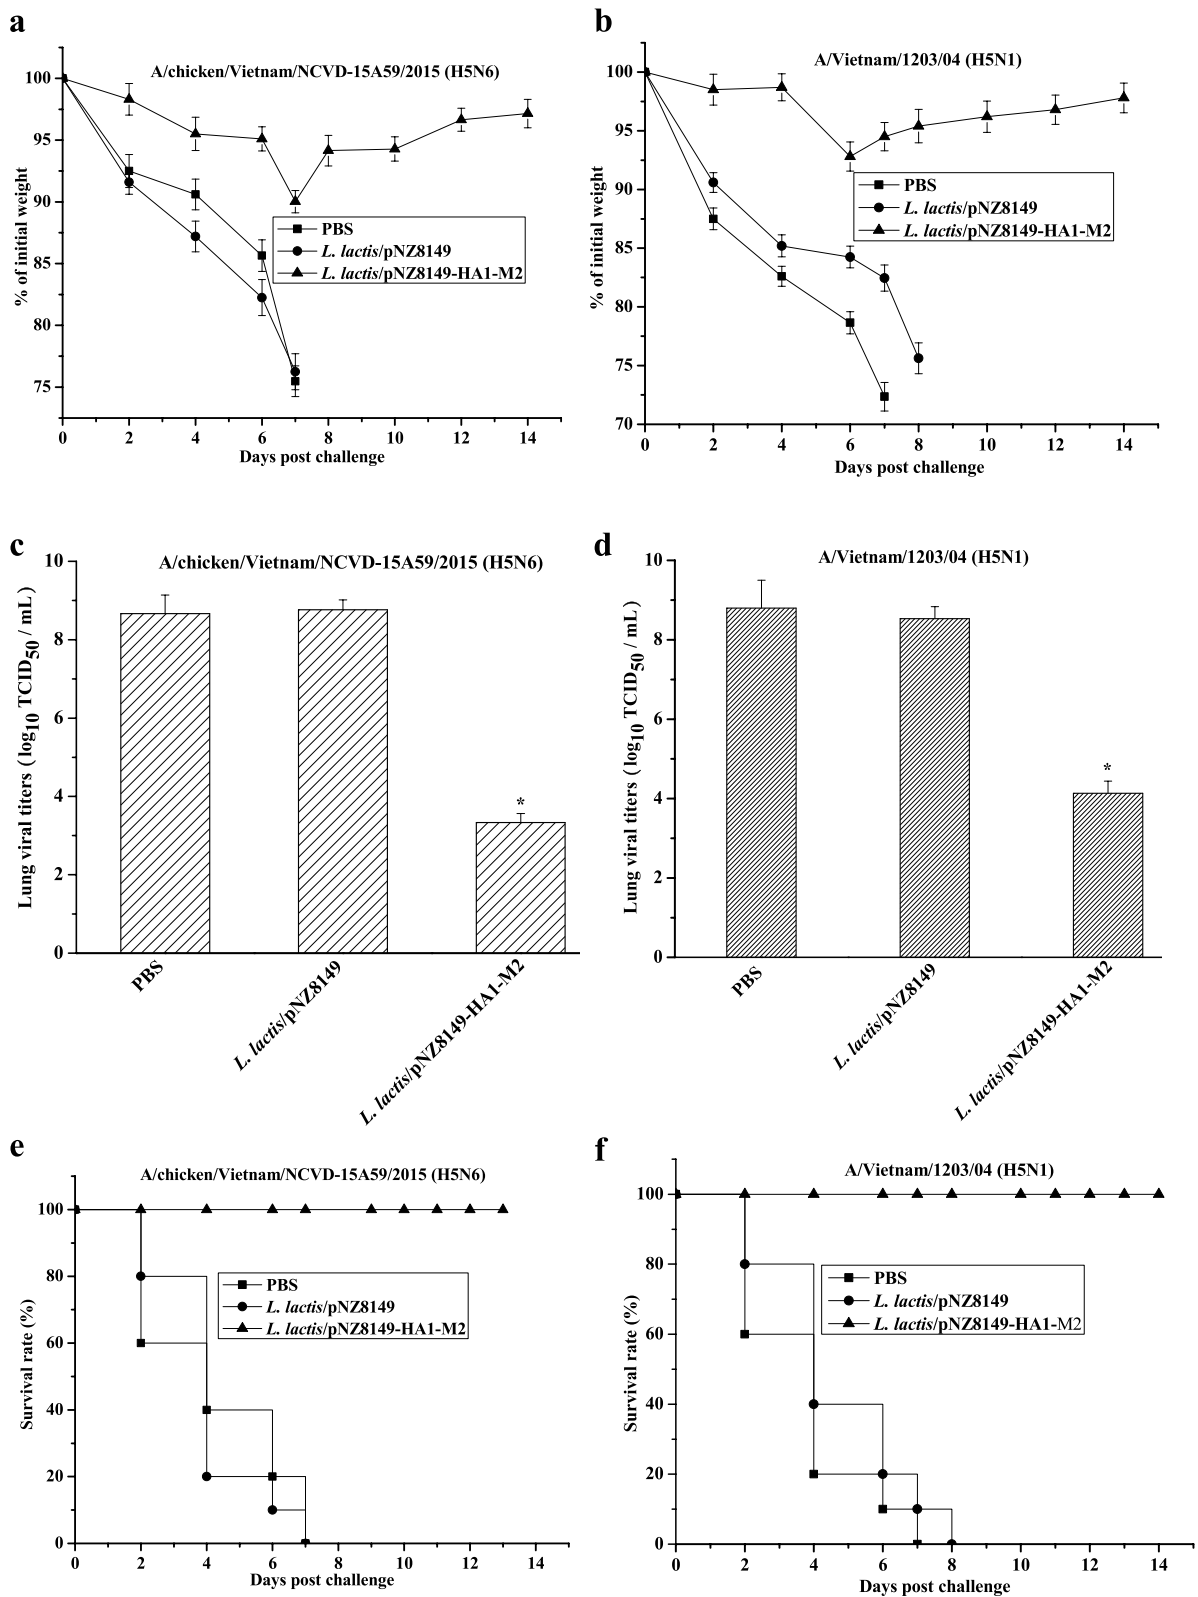 a
A/chicken/Vietnam/NCVD-15A59/2015 (H5N6)
% of initial weight
100
95
90
85
80
75
PBS
L. lactis/pNZ8149
L. lactis/pNZ8149-HA1-M2
0 2 4 6 8 10 12 14
Days post challenge
b
A/Vietnam/1203/04 (H5N1)
% of initial weight
100
95
90
85
80
75
70
PBS
L. lactis/pNZ8149
L. lactis/pNZ8149-HA1-M2
0 2 4 6 8 10 12 14
Days post challenge
c
A/chicken/Vietnam/NCVD-15A59/2015 (H5N6)
Lung viral titers (log10 TCID50 / mL)
10
8
6
4
2
0
*
PBS
L. lactis/pNZ8149
L. lactis/pNZ8149-HA1-M2
d
A/Vietnam/1203/04 (H5N1)
Lung viral titers (log10 TCID50 / mL)
10
8
6
4
2
0
*
PBS
L. lactis/pNZ8149
L. lactis/pNZ8149-HA1-M2
e
A/chicken/Vietnam/NCVD-15A59/2015 (H5N6)
Survival rate (%)
100
80
60
40
20
0
PBS
L. lactis/pNZ8149
L. lactis/pNZ8149-HA1-M2
0 2 4 6 8 10 12 14
Days post challenge
f
A/Vietnam/1203/04 (H5N1)
Survival rate (%)
100
80
60
40
20
0
PBS
L. lactis/pNZ8149
L. lactis/pNZ8149-HA1-M2
0 2 4 6 8 10 12 14
Days post challenge